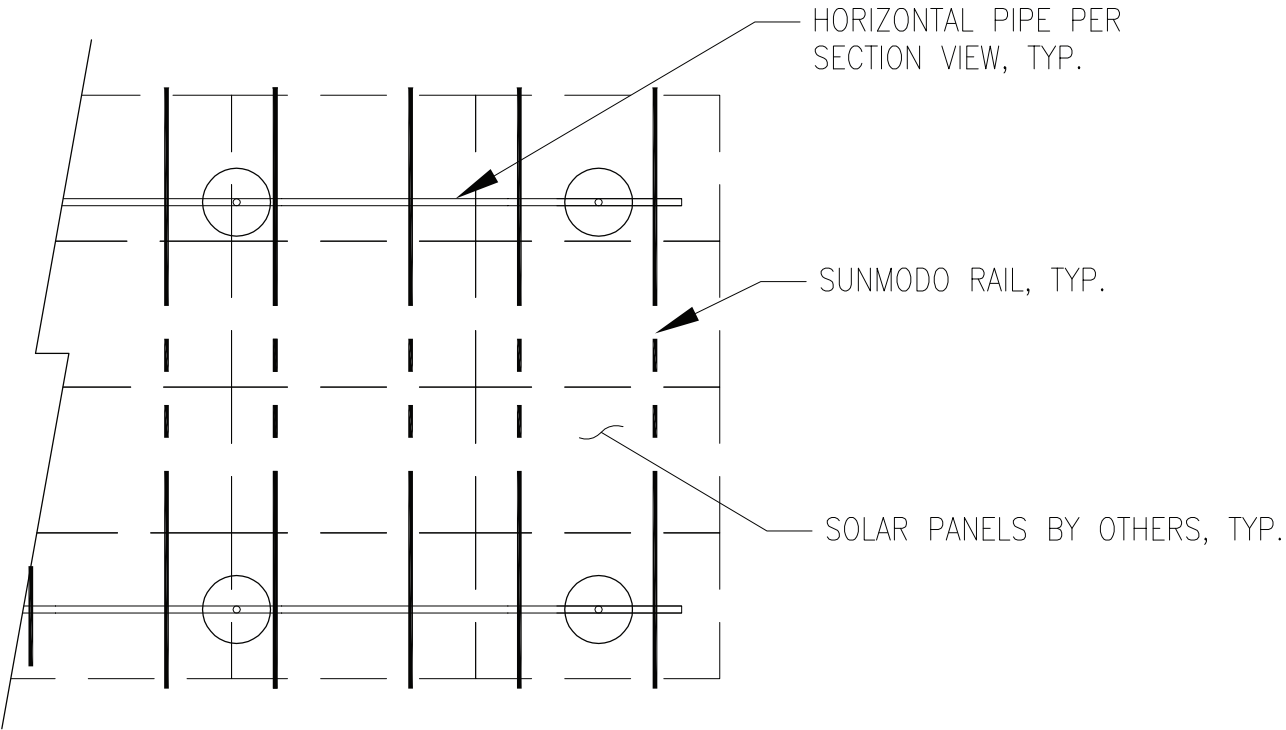 HORIZONTAL PIPE PER
SECTION VIEW, TYP.
SUNMODO RAIL, TYP.
SOLAR PANELS BY OTHERS, TYP.